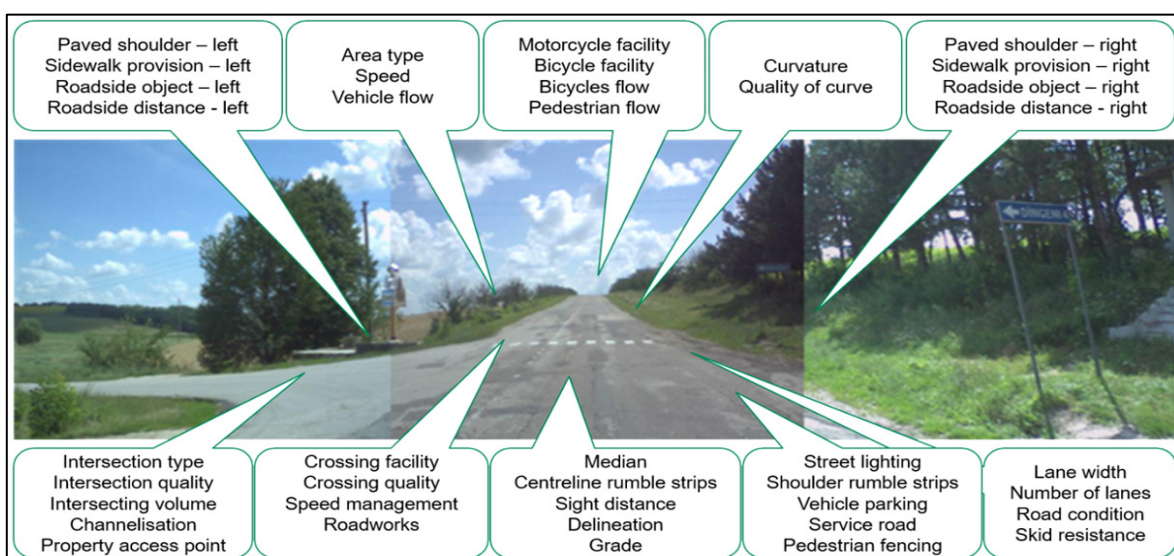 Paved shoulder – left
Sidewalk provision – left
Roadside object – left
Roadside distance - left
Area type
Speed
Vehicle flow
Motorcycle facility
Bicycle facility
Bicycles flow
Pedestrian flow
Curvature
Quality of curve
Paved shoulder – right
Sidewalk provision – right
Roadside object – right
Roadside distance - right
Intersection type
Intersection quality
Intersecting volume
Channelisation
Property access point
Crossing facility
Crossing quality
Speed management
Roadworks
Median
Centreline rumble strips
Sight distance
Delineation
Grade
Street lighting
Shoulder rumble strips
Vehicle parking
Service road
Pedestrian fencing
Lane width
Number of lanes
Road condition
Skid resistance